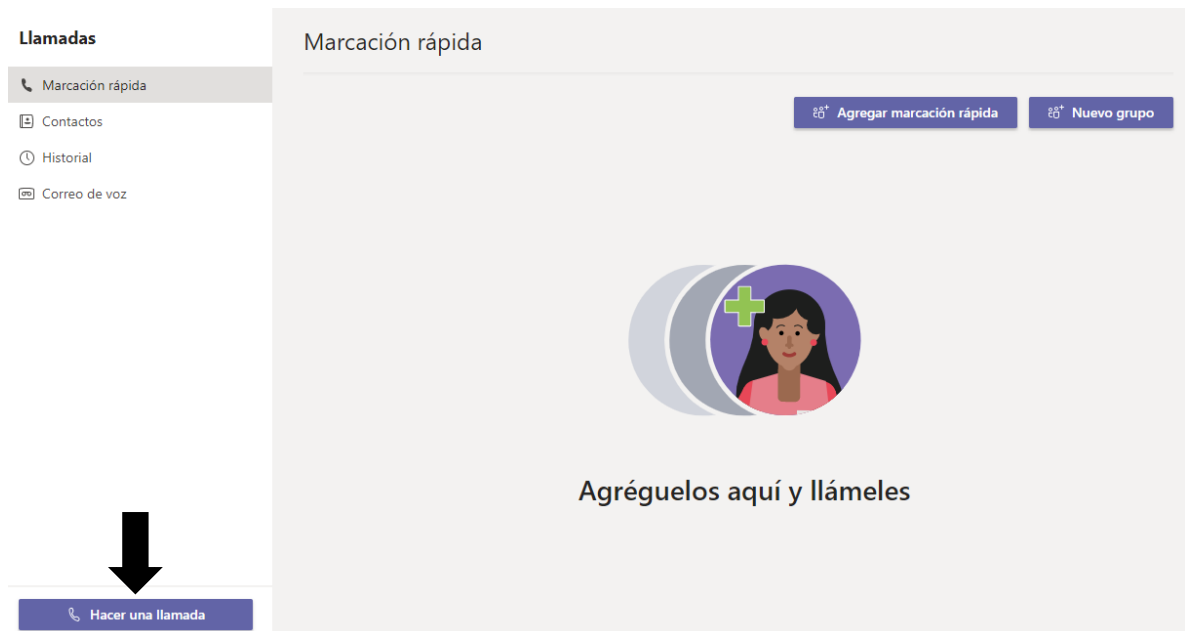 Llamadas
Marcación rápida
Contactos
Historial
Correo de voz
Hacer una llamada
Marcación rápida
Agregar marcación rápida
Nuevo grupo
Agréguelos aquí y llámeles